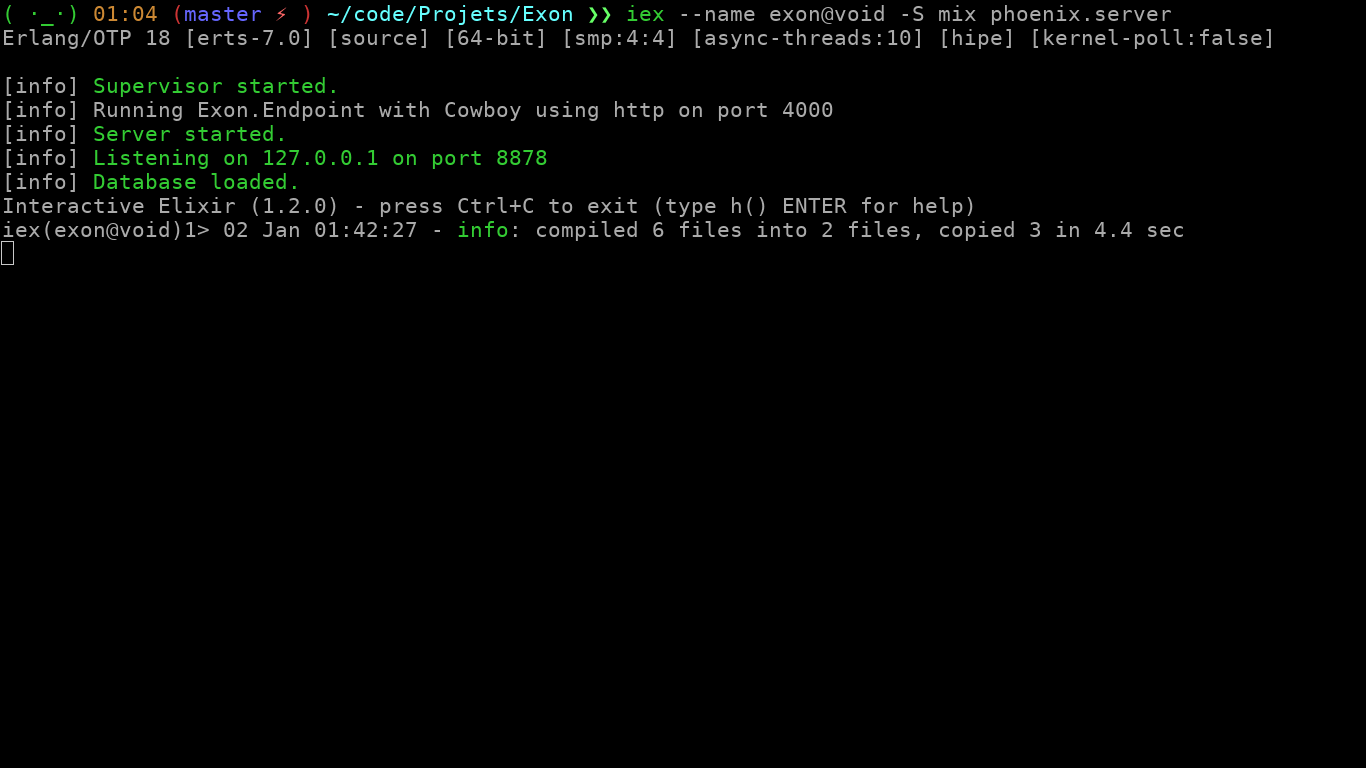 ( ·_·) 01:04 (master ⚡ ) ~/code/Projets/Exon ❯❯ iex --name exon@void -S mix phoenix.server
Erlang/OTP 18 [erts-7.0] [source] [64-bit] [smp:4:4] [async-threads:10] [hipe] [kernel-poll:false]
[info] Supervisor started.
[info] Running Exon.Endpoint with Cowboy using http on port 4000
[info] Server started.
[info] Listening on 127.0.0.1 on port 8878
[info] Database loaded.
Interactive Elixir (1.2.0) - press Ctrl+C to exit (type h() ENTER for help)
iex(exon@void)1> 02 Jan 01:42:27 - info: compiled 6 files into 2 files, copied 3 in 4.4 sec